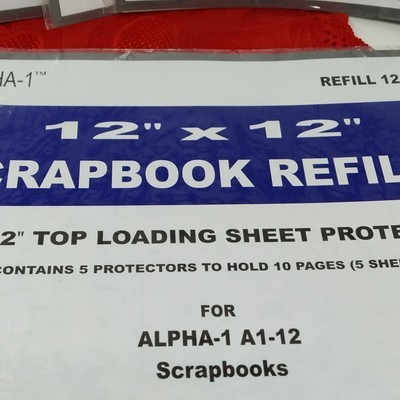 HA-1™
REFILL 12
12" x 12"
CRAPBOOK REFIL
2" TOP LOADING SHEET PROTE
CONTAINS 5 PROTECTORS TO HOLD 10 PAGES (5 SHE
FOR
ALPHA-1 A1-12
Scrapbooks